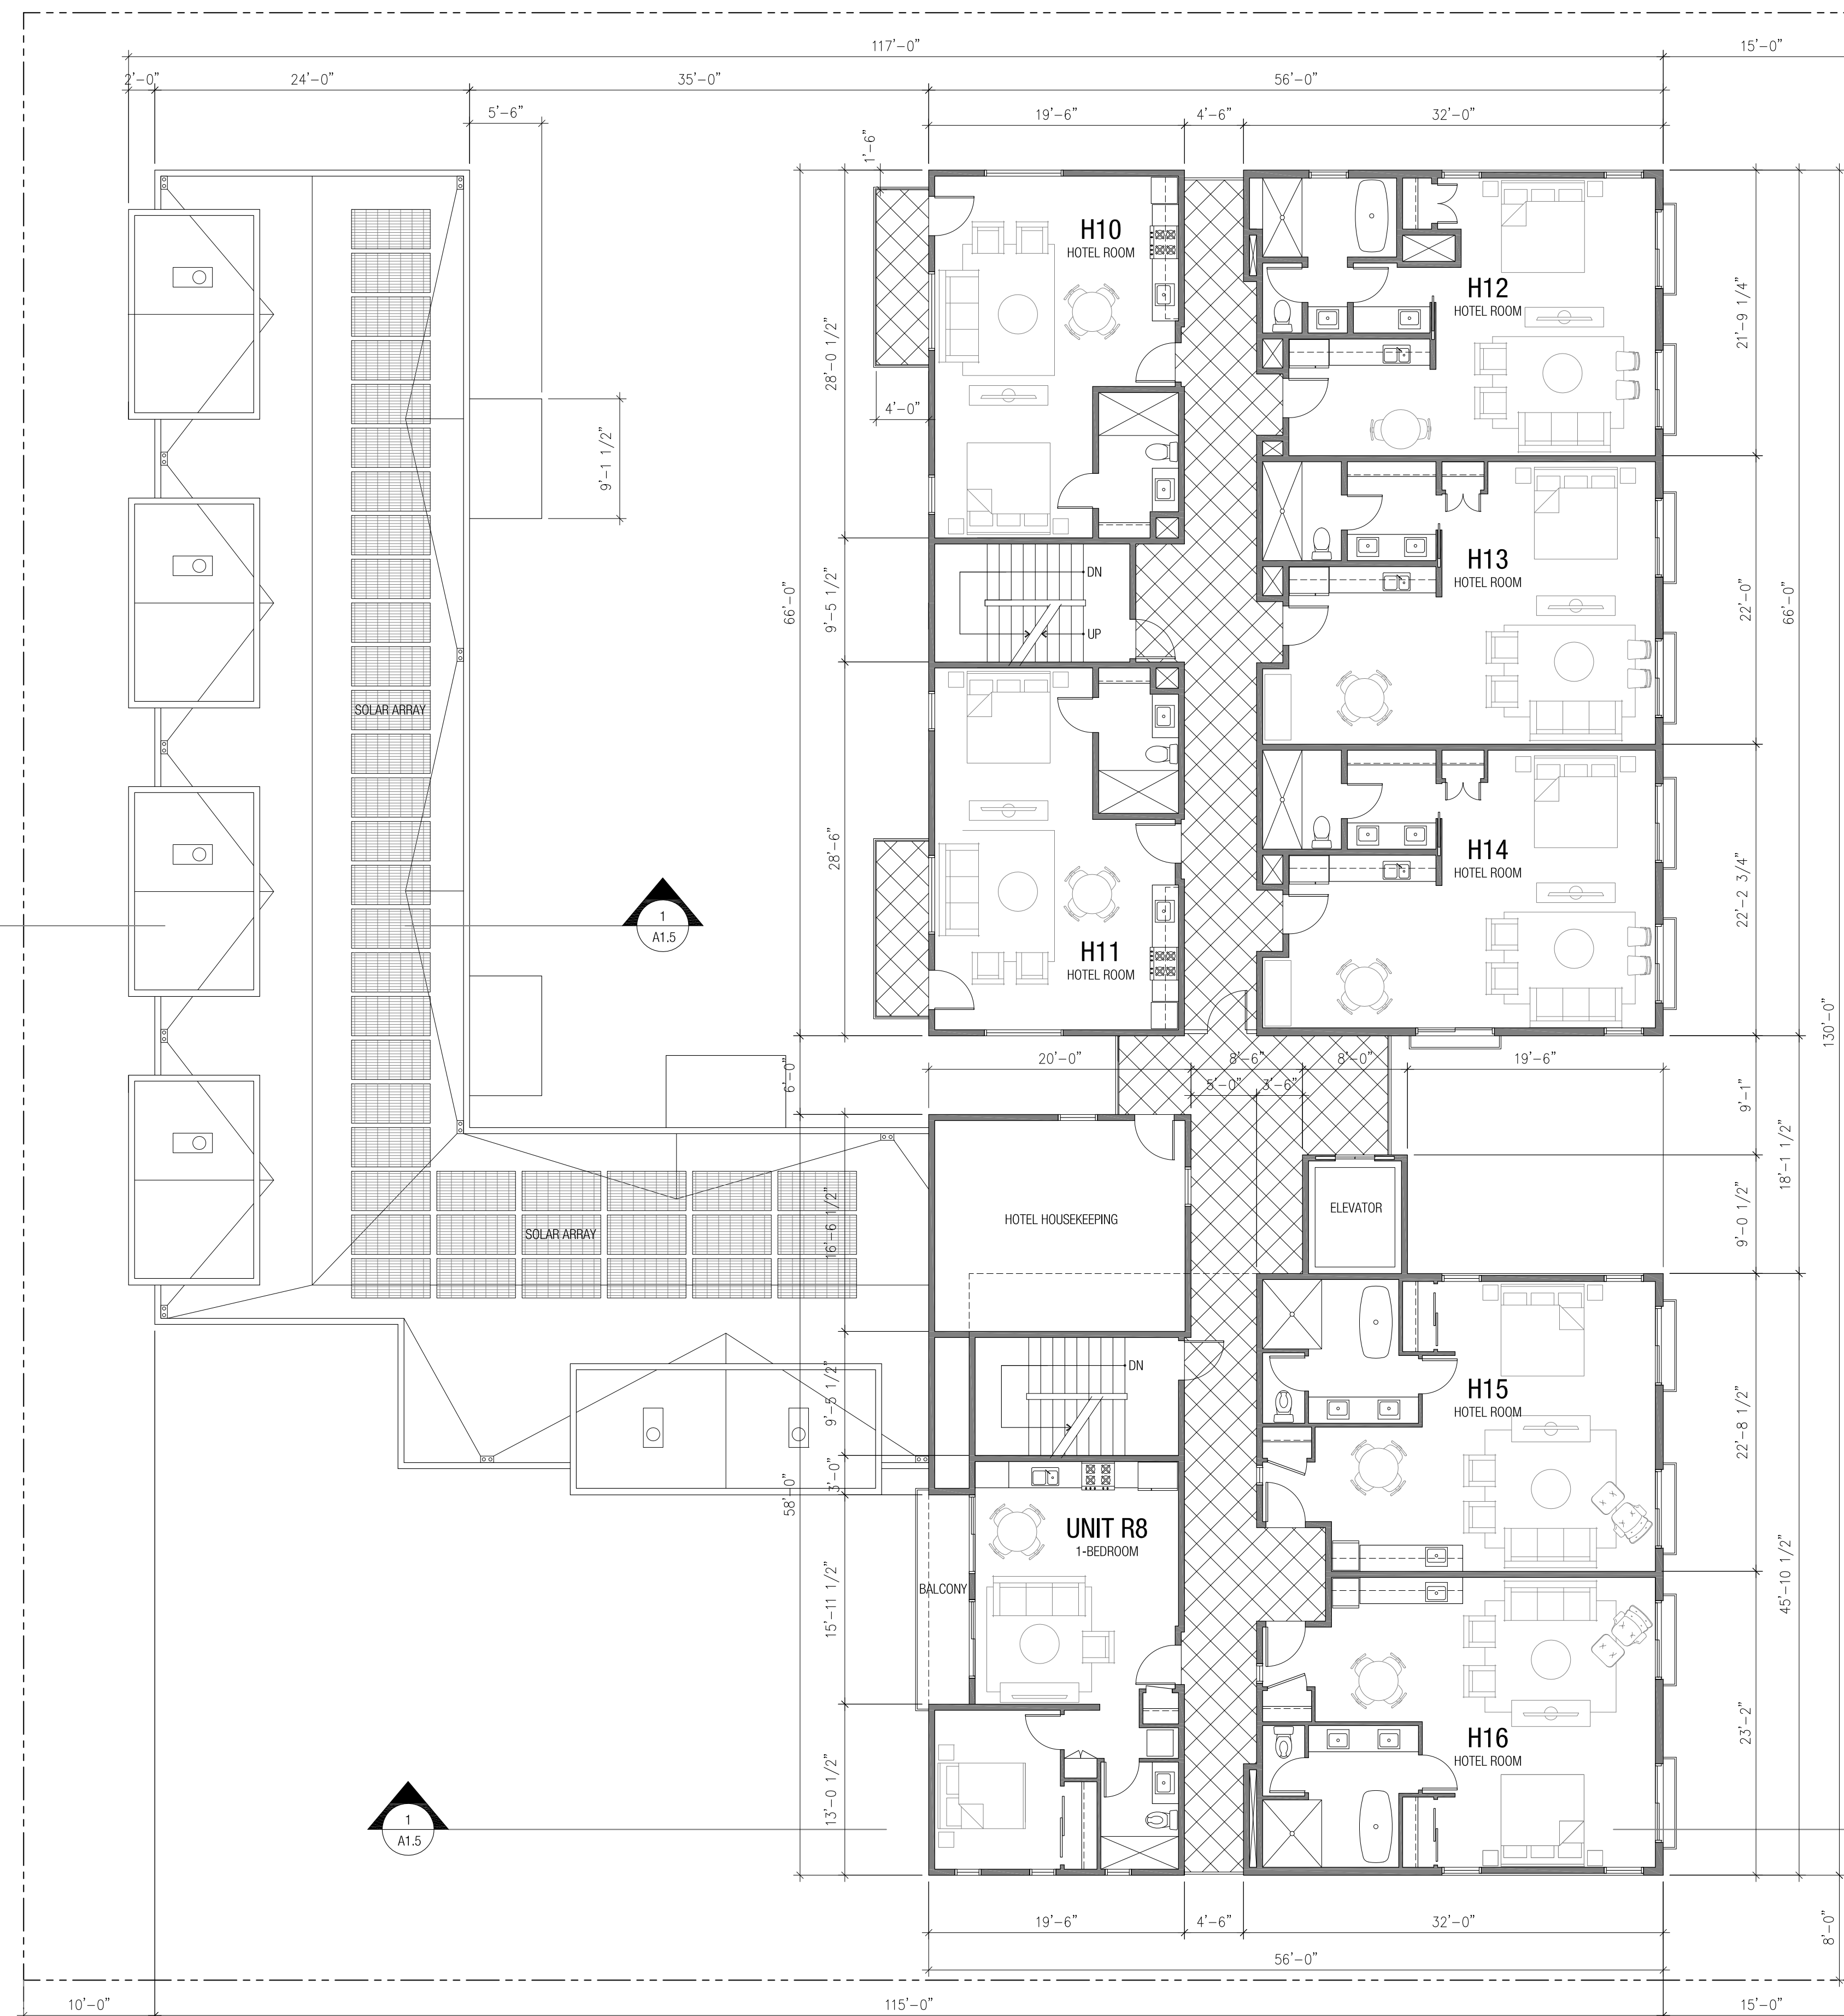 117'-0"
15'-0"
2'-0"
24'-0"
35'-0"
56'-0"
5'-6"
19'-6"
4'-6"
32'-0"
1'-6"
H10
HOTEL ROOM
H12
HOTEL ROOM
28'-0 1/2"
21'-9 1/4"
4'-0"
9'-1 1/2"
H13
HOTEL ROOM
DN
UP
66'-0"
9'-5 1/2"
22'-0"
66'-0"
SOLAR ARRAY
28'-6"
H14
HOTEL ROOM
22'-2 3/4"
1
A1.5
H11
HOTEL ROOM
130'-0"
20'-0"
8'-6"
8'-0"
19'-6"
5'-0"
3'-6"
6'-0"
9'-1"
18'-1 1/2"
HOTEL HOUSEKEEPING
ELEVATOR
SOLAR ARRAY
16'-6 1/2"
9'-0 1/2"
DN
9'-5 1/2"
H15
HOTEL ROOM
22'-8 1/2"
3'-0"
58'-0"
UNIT R8
1-BEDROOM
BALCONY
15'-11 1/2"
45'-10 1/2"
H16
HOTEL ROOM
23'-2"
13'-0 1/2"
1
A1.5
19'-6"
4'-6"
32'-0"
8'-0"
56'-0"
10'-0"
115'-0"
15'-0"